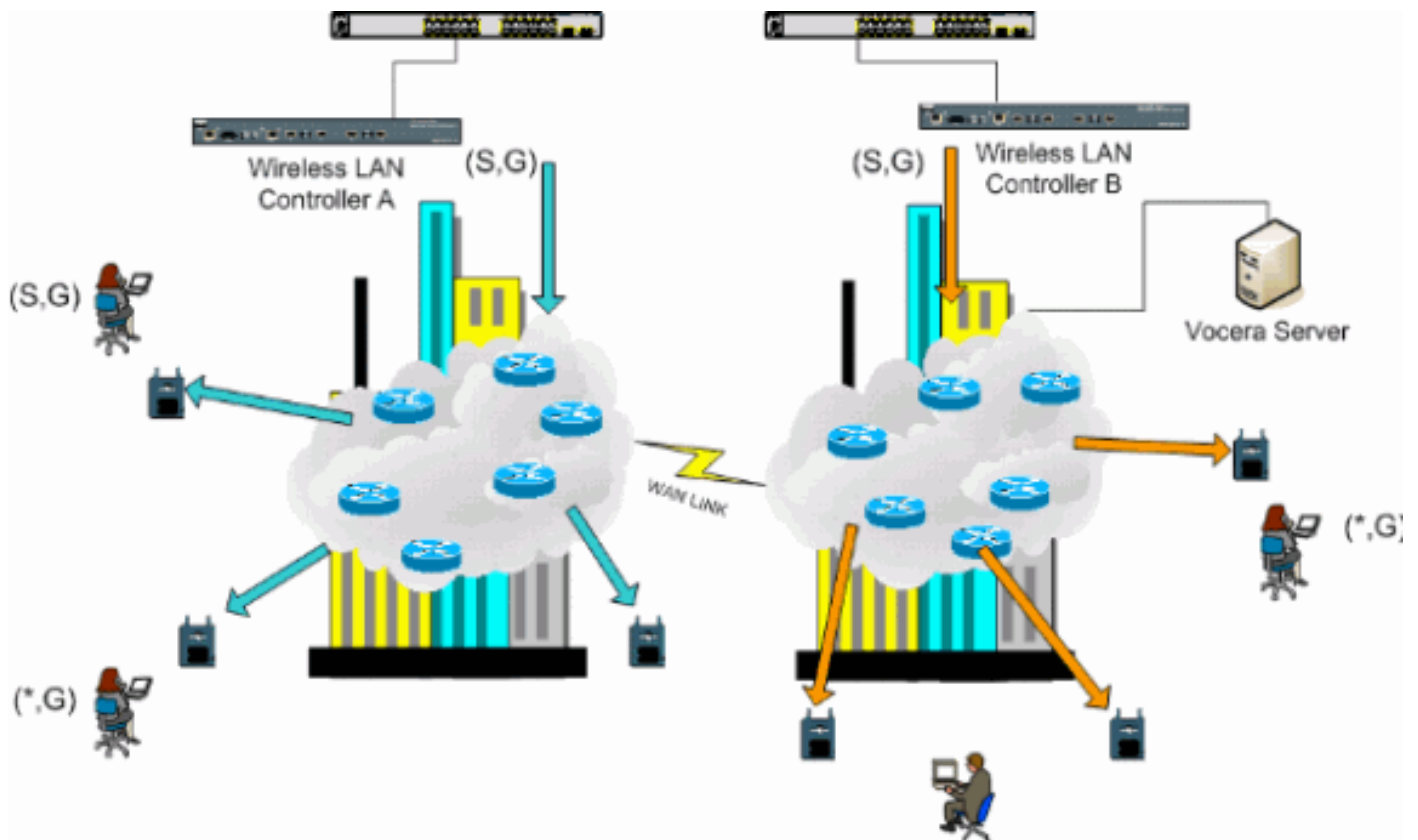 Wireless LAN
Controller A
(S,G)
(S,G)
Wireless LAN
Controller B
(S,G)
Vocera Server
WAN LINK
(*,G)
(*,G)